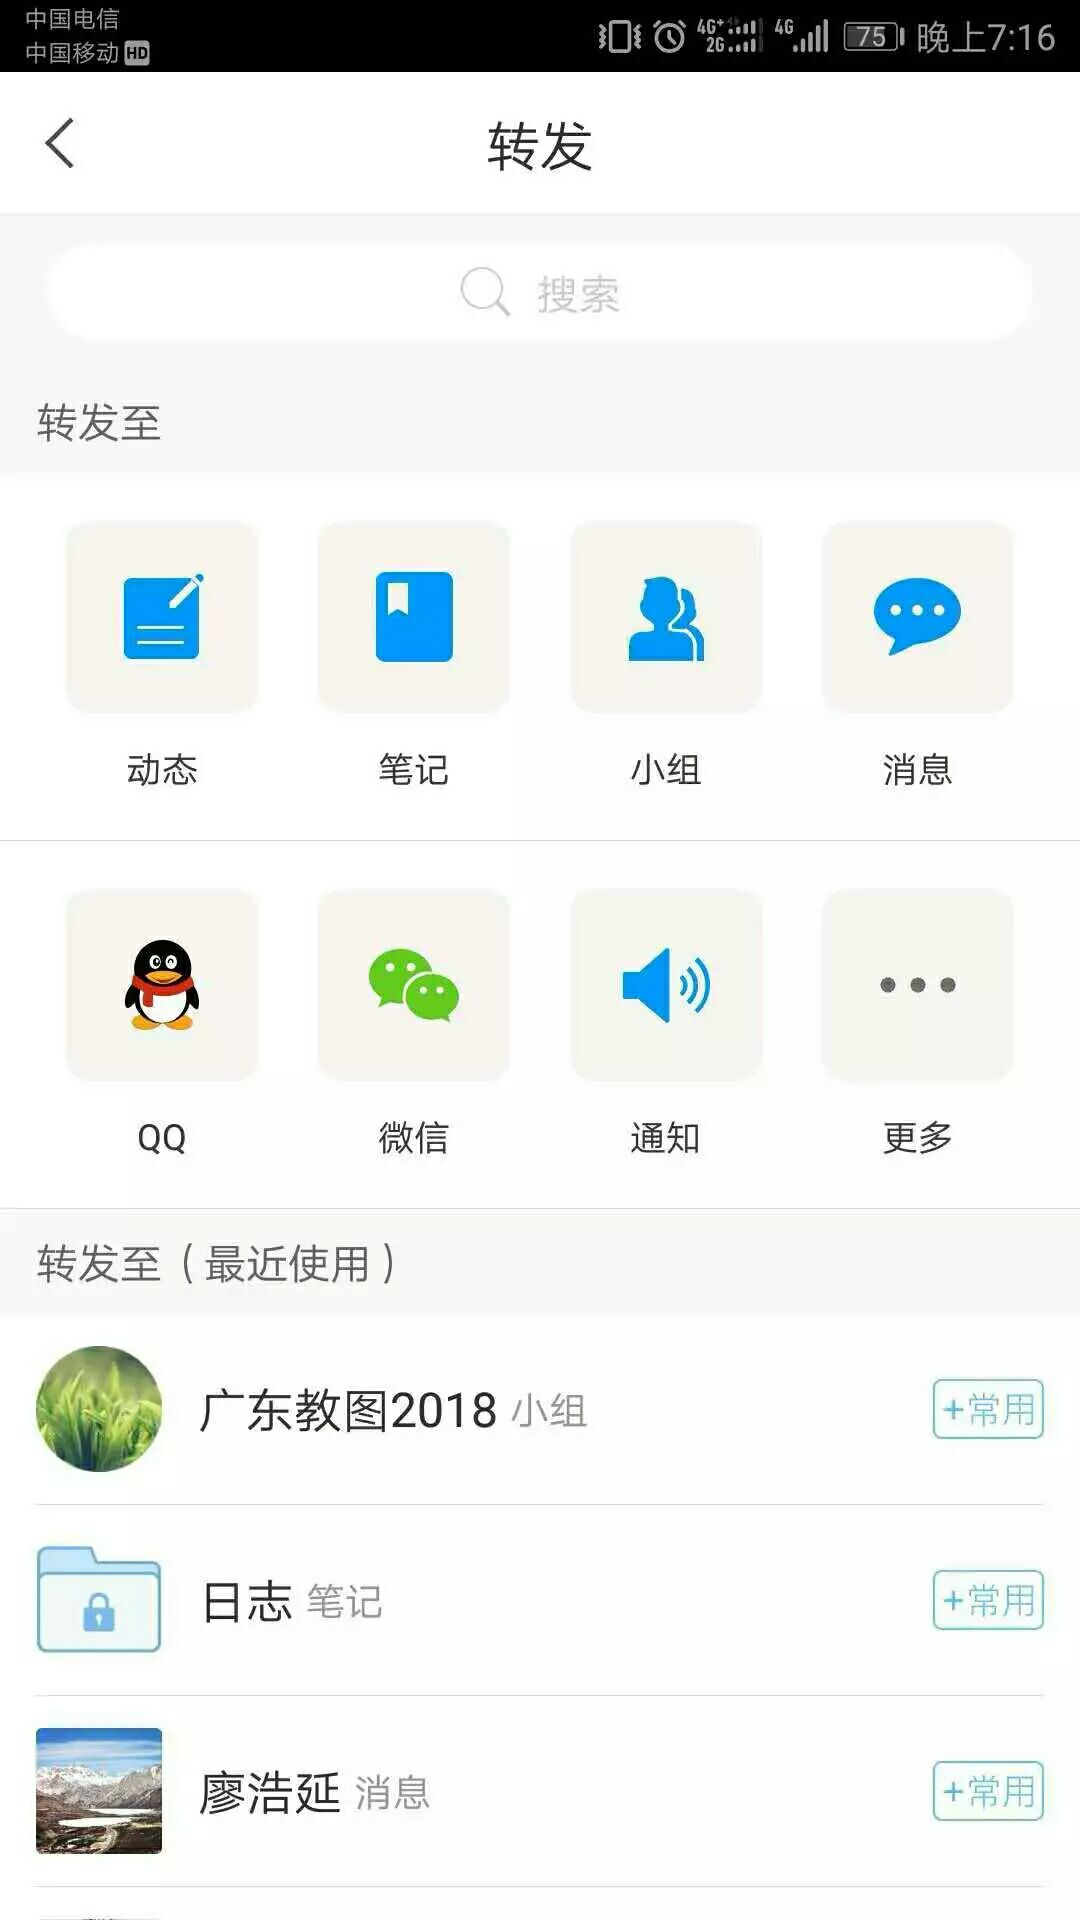 中国电信
中国移动 HD
4G+ 2G 4G 75 晚上7:16
转发
搜索
转发至
动态 笔记 小组 消息
QQ 微信 通知 更多
转发至（最近使用）
广东教图2018 小组 +常用
日志 笔记 +常用
廖浩延 消息 +常用